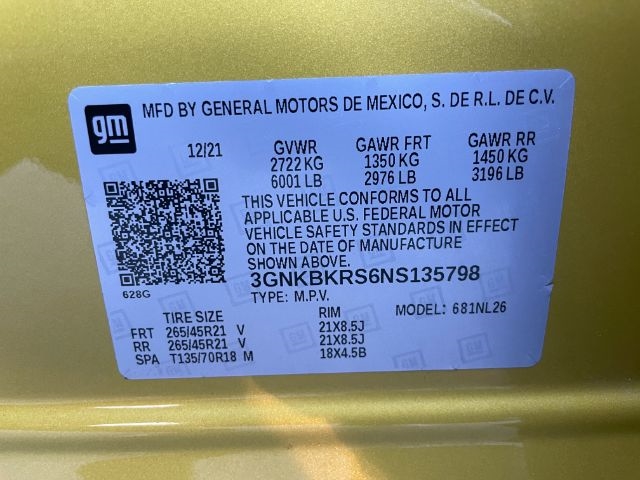 gm
MFD BY GENERAL MOTORS DE MEXICO, S. DE R.L. DE C.V.
12/21 GVWR GAWR FRT GAWR RR
2722 KG 1350 KG 1450 KG
6001 LB 2976 LB 3196 LB
THIS VEHICLE CONFORMS TO ALL
APPLICABLE U.S. FEDERAL MOTOR
VEHICLE SAFETY STANDARDS IN EFFECT
ON THE DATE OF MANUFACTURE
SHOWN ABOVE.
628G
3GNKBKRS6NS135798
TYPE: M.P.V. MODEL: 681NL26
TIRE SIZE RIM
FRT 265/45R21 V 21X8.5J
RR 265/45R21 V 21X8.5J
SPA T135/70R18 M 18X4.5B